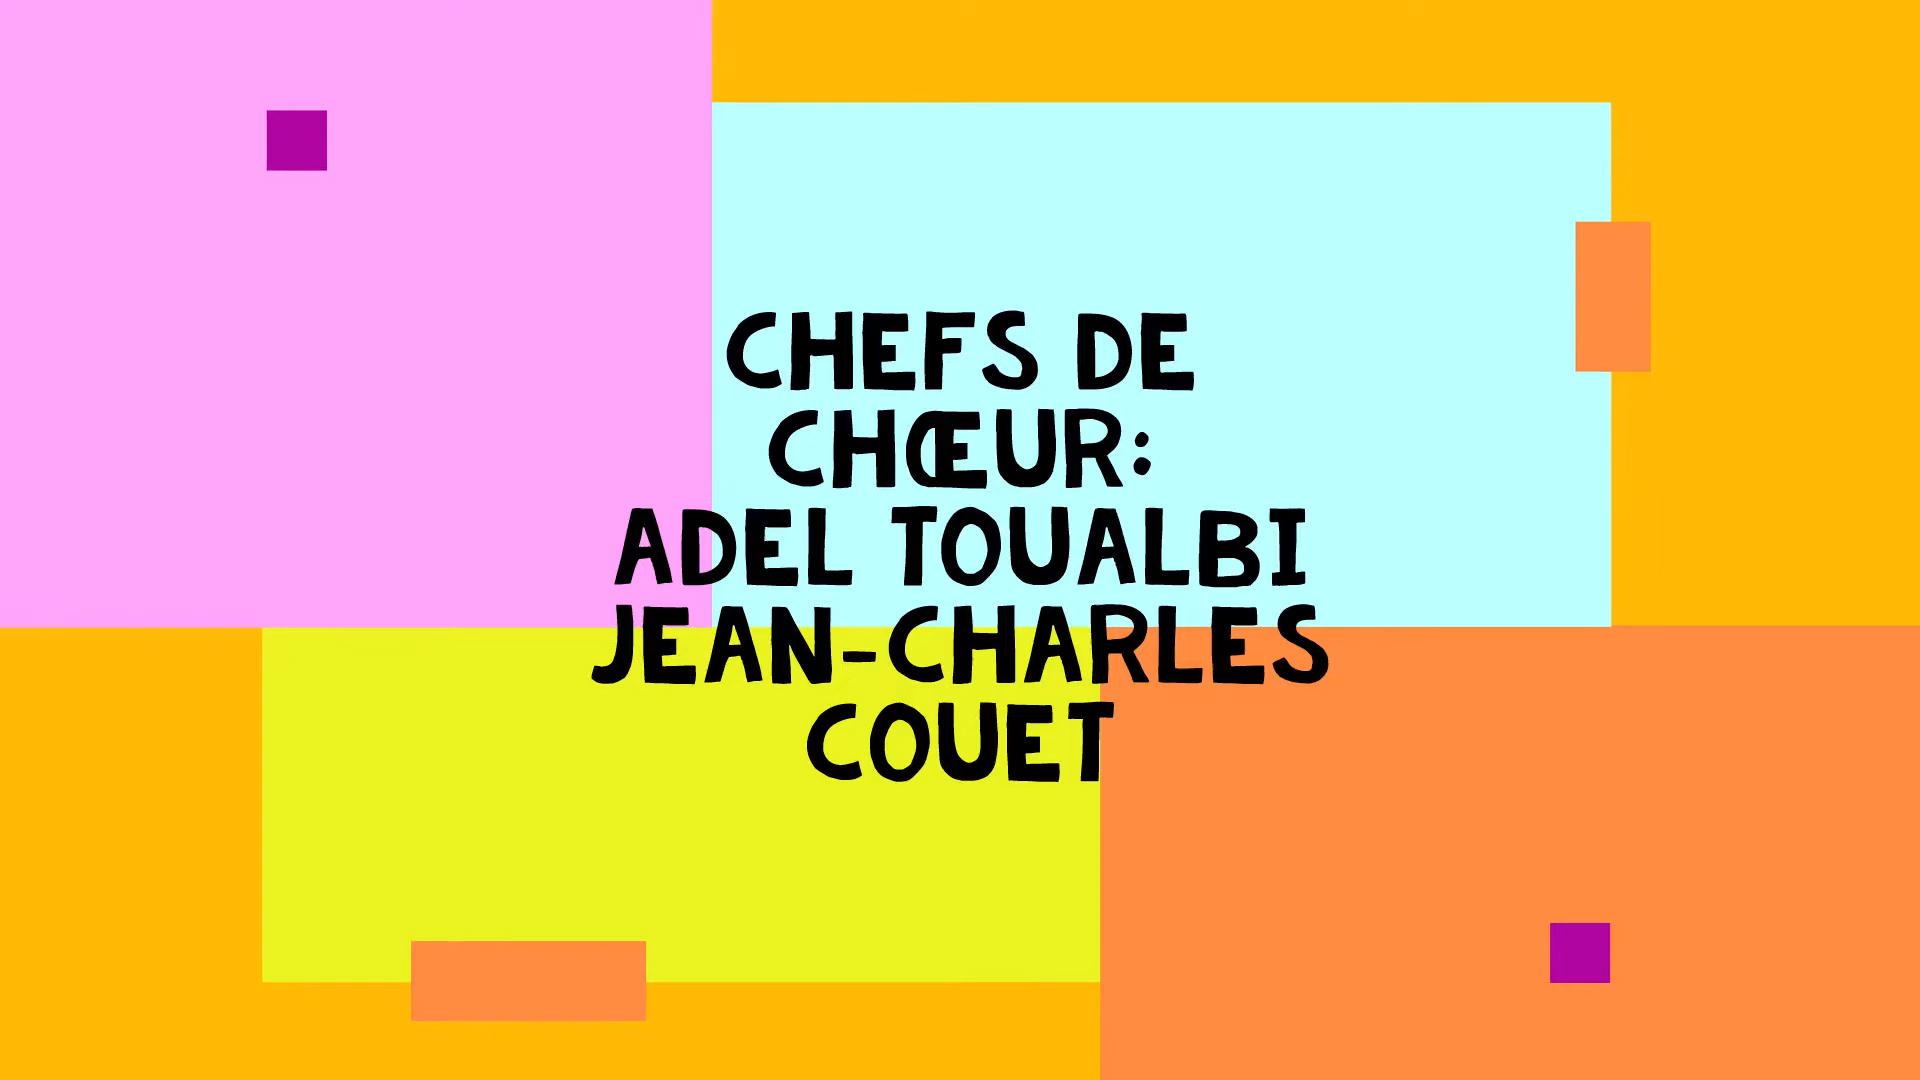 CHEFS DE
CHŒUR:
ADEL TOUALBI
JEAN-CHARLES
COUET